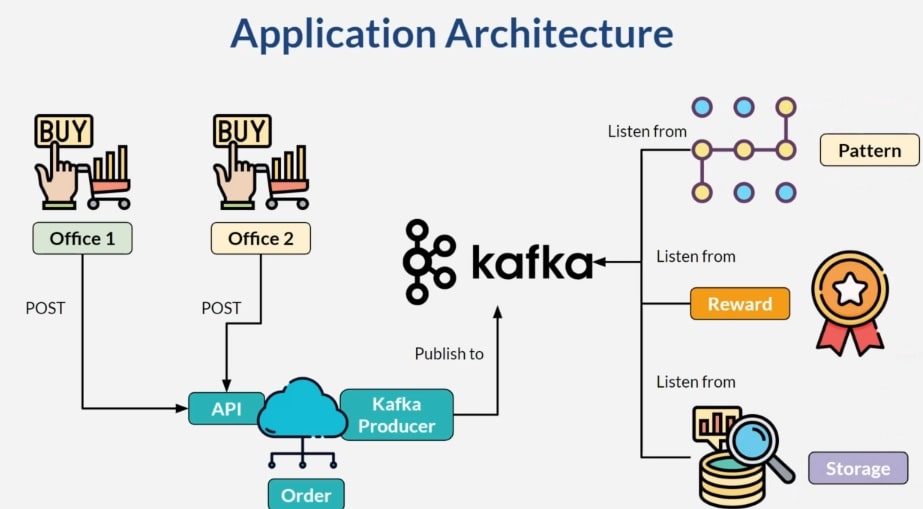 Application Architecture
BUY
BUY
Office 1
Office 2
POST
POST
API
Kafka
Producer
Order
Publish to
kafka
Listen from
Pattern
Listen from
Reward
Listen from
Storage